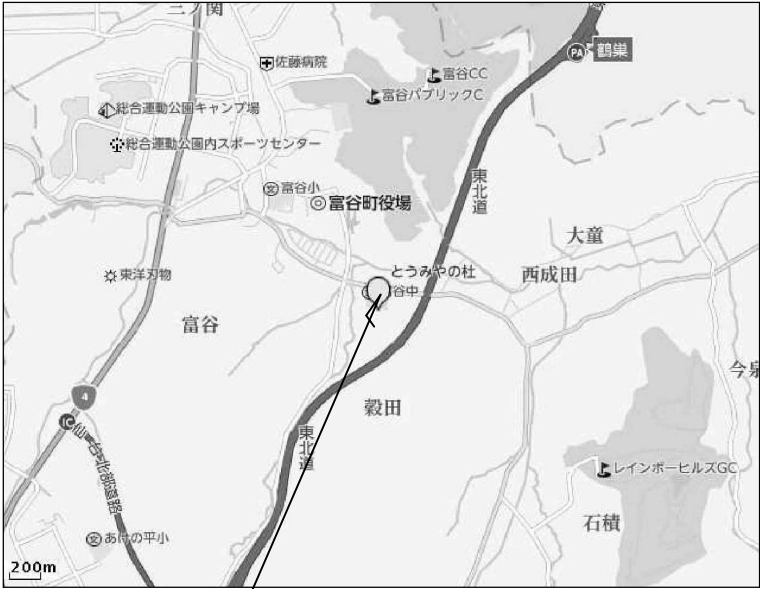 三ノ関
PA
鶴巣
佐藤病院
富谷CC
富谷パブリックC
総合運動公園キャンプ場
総合運動公園内スポーツセンター
文
富谷小
富谷町役場
東北道
大童
とうみやの杜
西成田
東洋刃物
谷中
富谷
今泉
4
穀田
IC
仙台北部道路
東北道
レインボーヒルズGC
石積
文
あけの平小
200m